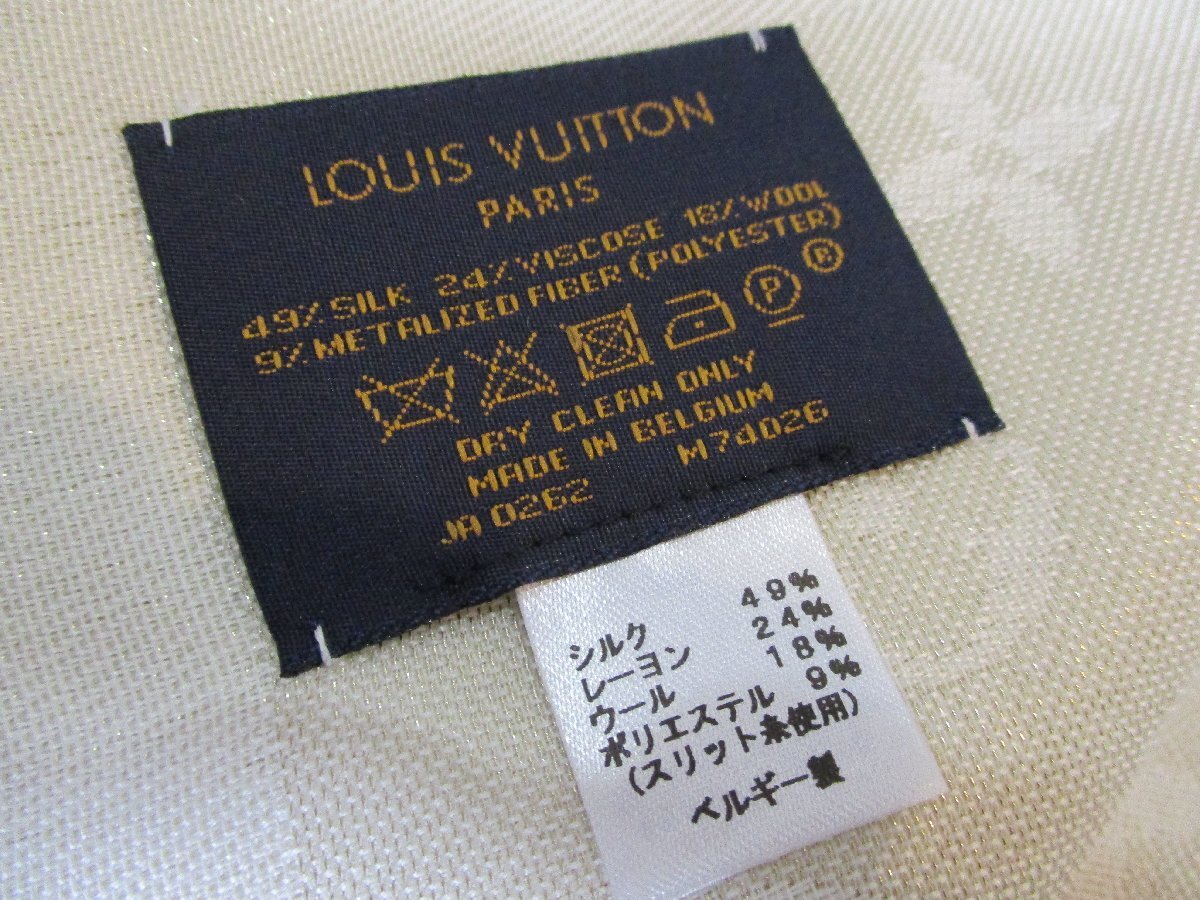 LOUIS VUITTON
PARIS
49% SILK 24% VISCOSE 18% WOOL
9% METALIZED FIBER (POLYESTER)
P ®
DRY CLEAN ONLY
MADE IN BELGIUM
JA 0262 M74026
シルク 49%
レーヨン 24%
ウール 18%
ポリエステル 9%
(スリット未使用)
ベルギー製